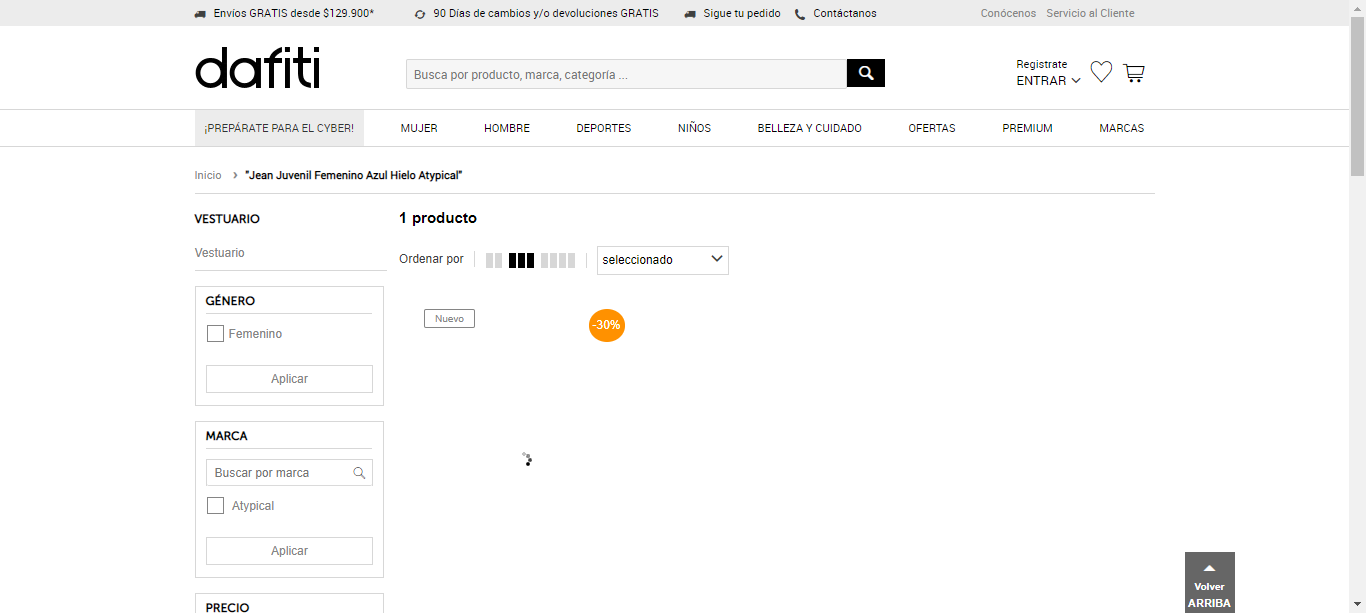 Envíos GRATIS desde $129.900* 90 Días de cambios y/o devoluciones GRATIS Sigue tu pedido Contáctanos Conócenos Servicio al Cliente
dafiti
Busca por producto, marca, categoría ...
Registrate
ENTRAR
¡PREPÁRATE PARA EL CYBER! MUJER HOMBRE DEPORTES NIÑOS BELLEZA Y CUIDADO OFERTAS PREMIUM MARCAS
Inicio › "Jean Juvenil Femenino Azul Hielo Atypical"
VESTUARIO
Vestuario
GÉNERO
Femenino
Aplicar
MARCA
Buscar por marca
Atypical
Aplicar
PRECIO
1 producto
Ordenar por seleccionado
Nuevo -30%
Volver
ARRIBA